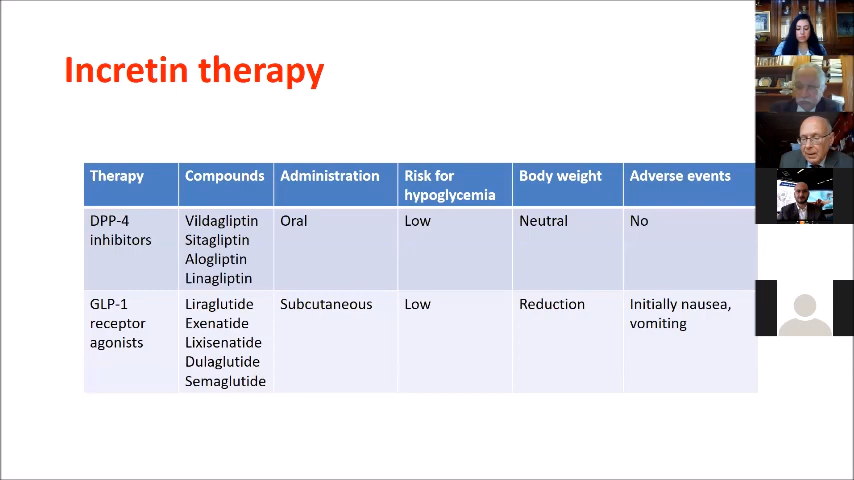 Incretin therapy
Therapy Compounds Administration Risk for hypoglycemia Body weight Adverse events
DPP-4 inhibitors
Vildagliptin
Sitagliptin
Alogliptin
Linagliptin
Oral
Low
Neutral
No
GLP-1 receptor agonists
Liraglutide
Exenatide
Lixisenatide
Dulaglutide
Semaglutide
Subcutaneous
Low
Reduction
Initially nausea,
vomiting